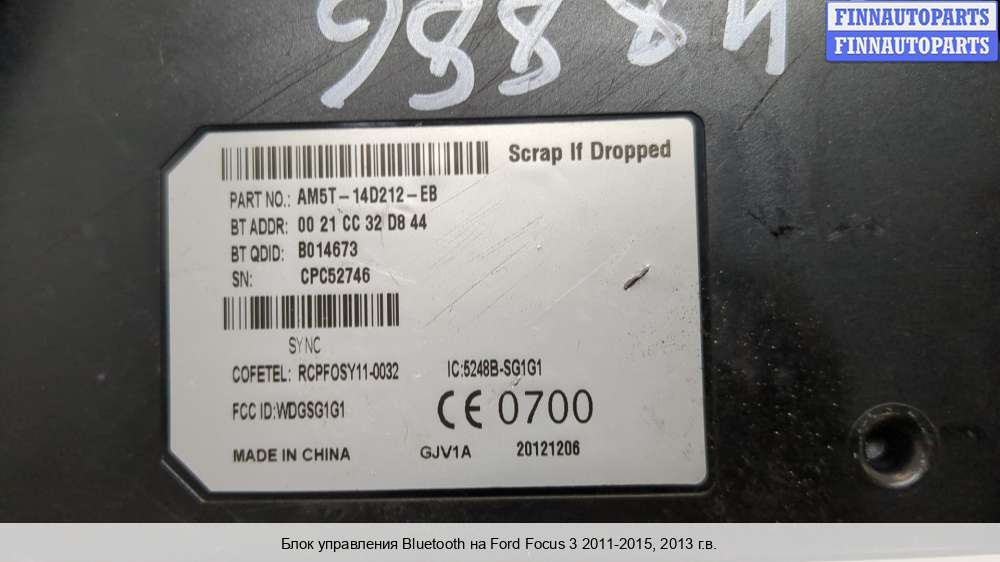 FINNAUTOPARTS
FINNAUTOPARTS
Scrap If Dropped
PART NO.: AM5T-14D212-EB
BT ADDR: 00 21 CC 32 D8 44
BT QDID: B014673
SN: CPC52746
SYNC
COFETEL: RCPFOSY11-0032 IC:5248B-SG1G1
FCC ID:WDGSG1G1 CE 0700
MADE IN CHINA GJV1A 20121206
Блок управления Bluetooth на Ford Focus 3 2011-2015, 2013 г.в.